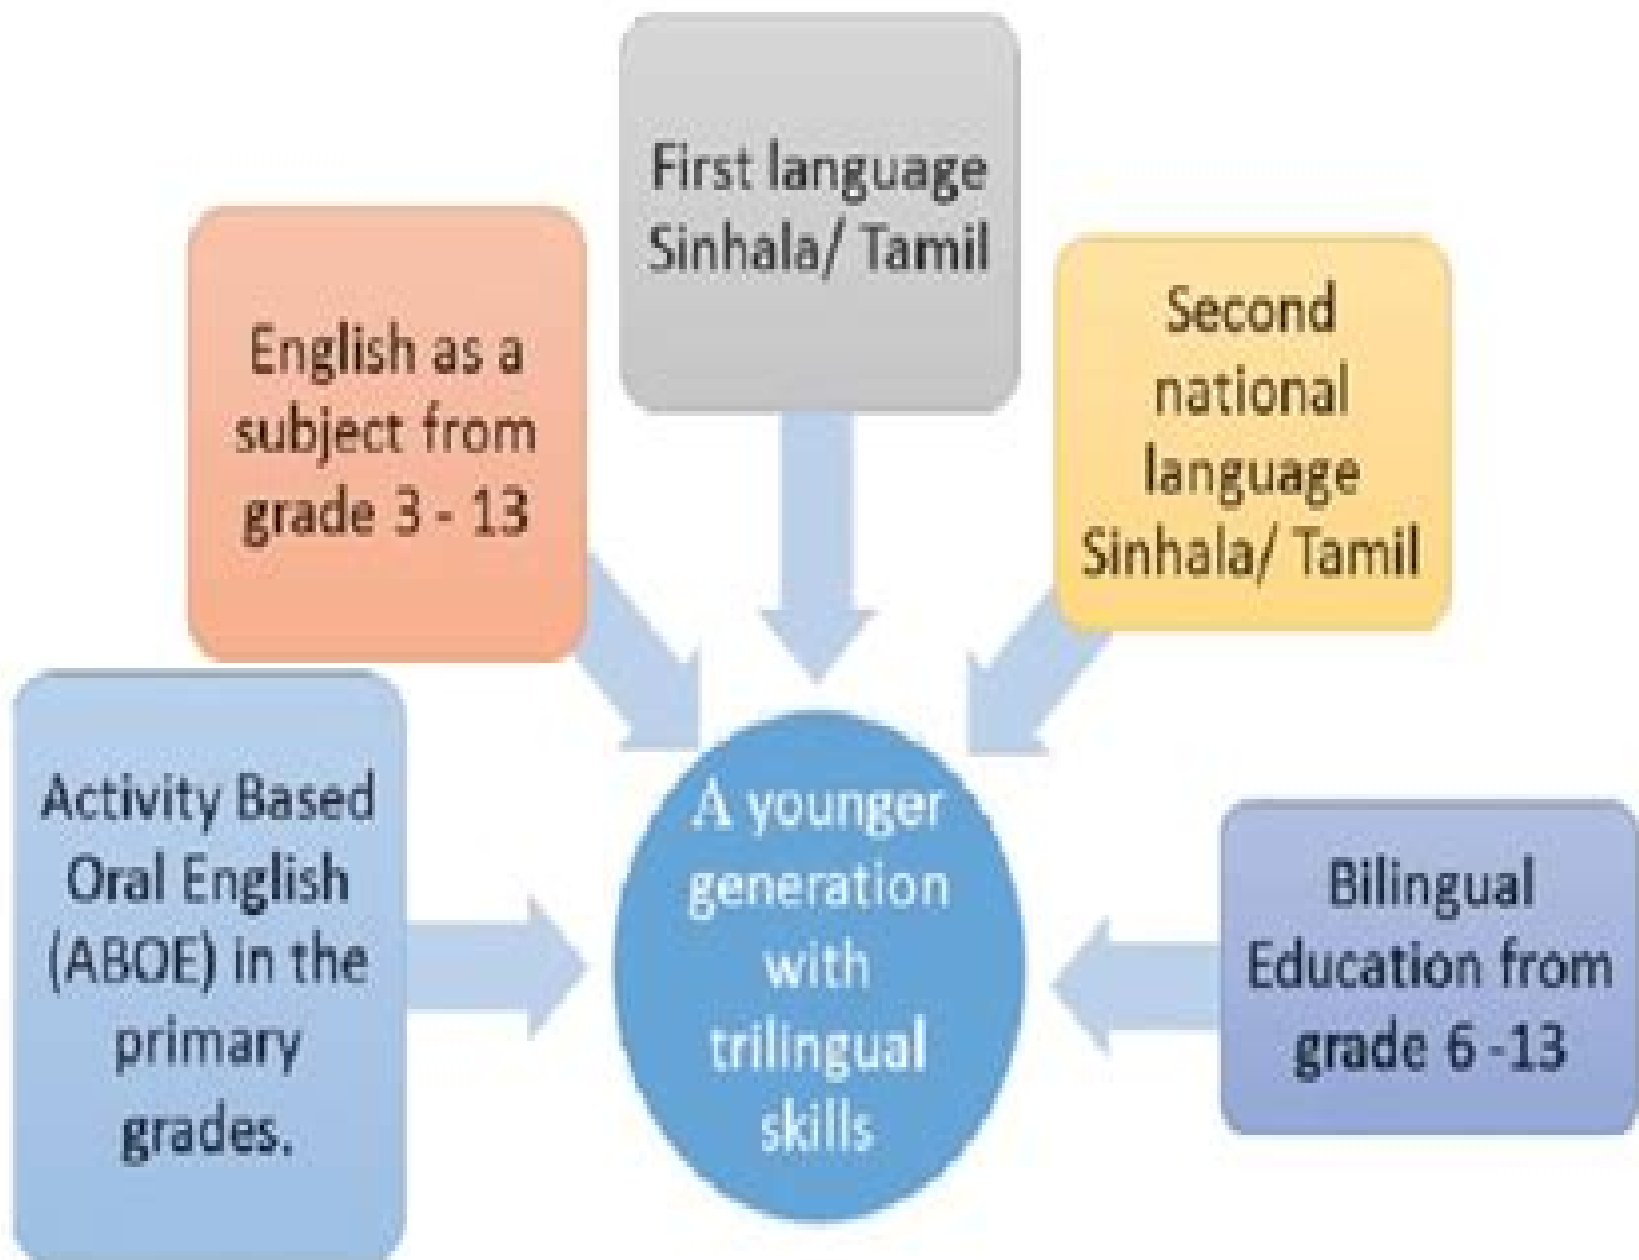 First language
Sinhala/ Tamil
English as a
subject from
grade 3 - 13
Second
national
language
Sinhala/ Tamil
Activity Based
Oral English
(ABOE) in the
primary
grades.
A younger
generation
with
trilingual
skills
Bilingual
Education from
grade 6 -13